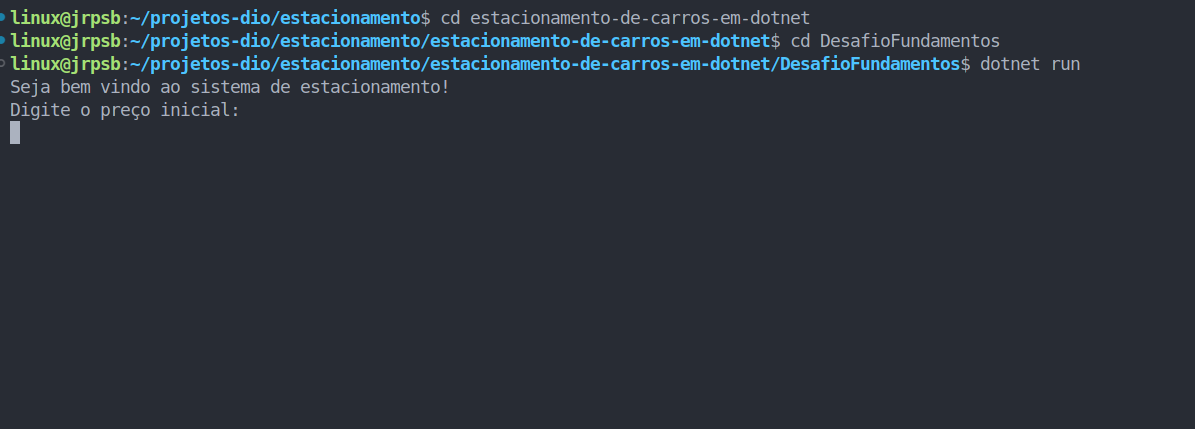 linux@jrpsb:~/projetos-dio/estacionamento$ cd estacionamento-de-carros-em-dotnet
linux@jrpsb:~/projetos-dio/estacionamento/estacionamento-de-carros-em-dotnet$ cd DesafioFundamentos
linux@jrpsb:~/projetos-dio/estacionamento/estacionamento-de-carros-em-dotnet/DesafioFundamentos$ dotnet run
Seja bem vindo ao sistema de estacionamento!
Digite o preço inicial: